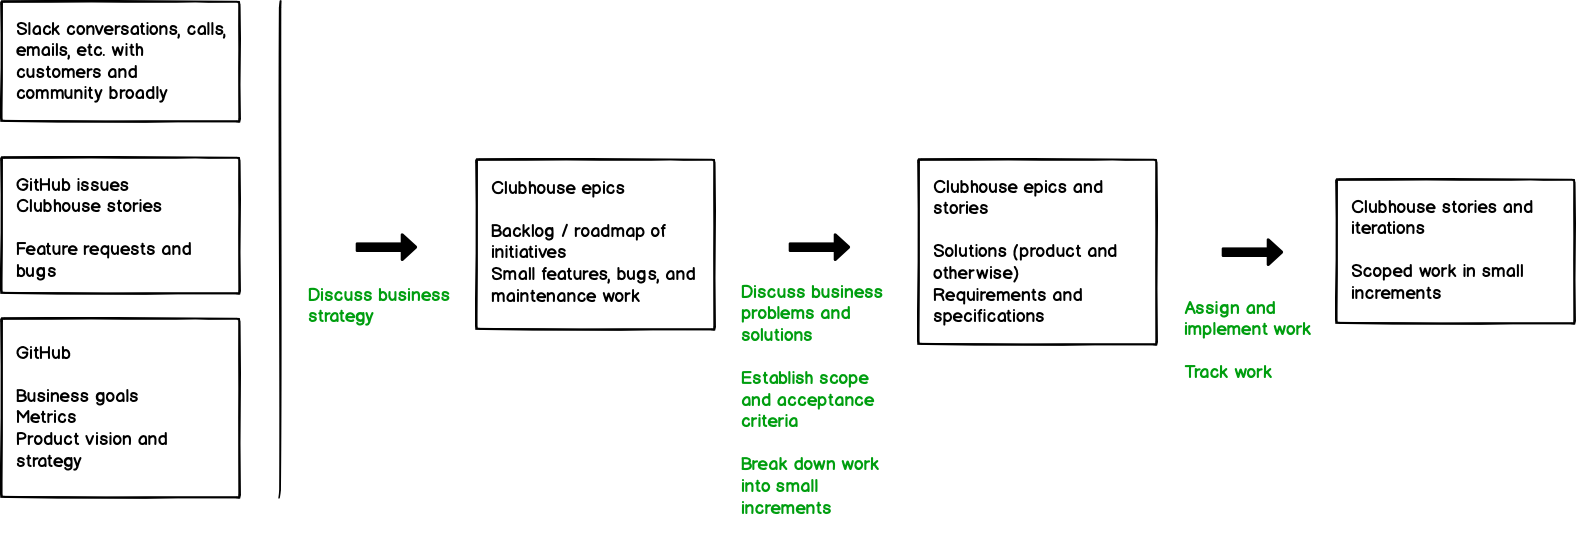 Slack conversations, calls,
emails, etc. with
customers and
community broadly
GitHub issues
Clubhouse stories
Feature requests and
bugs
GitHub
Business goals
Metrics
Product vision and
strategy
Discuss business
strategy
Clubhouse epics
Backlog / roadmap of
initiatives
Small features, bugs, and
maintenance work
Discuss business
problems and
solutions
Establish scope
and acceptance
criteria
Break down work
into small
increments
Clubhouse epics and
stories
Solutions (product and
otherwise)
Requirements and
specifications
Assign and
implement work
Track work
Clubhouse stories and
iterations
Scoped work in small
increments